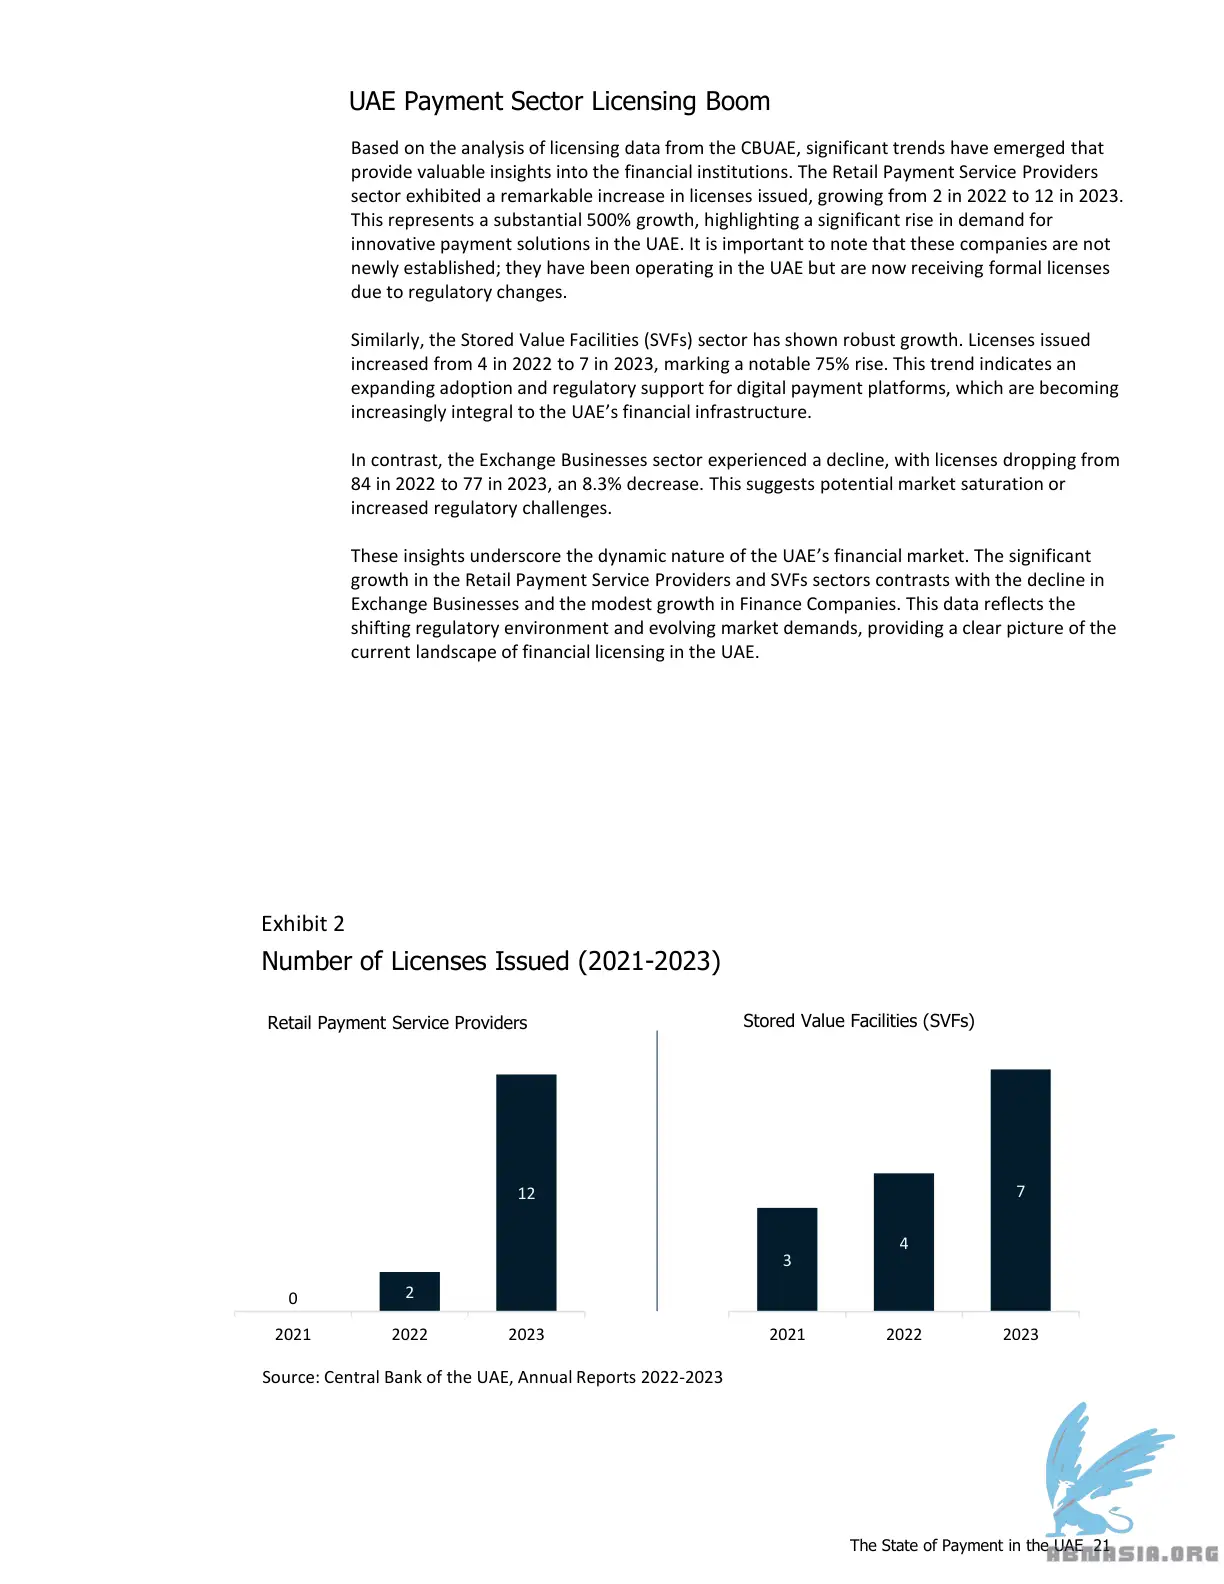 UAE Payment Sector Licensing Boom
Based on the analysis of licensing data from the CBUAE, significant trends have emerged that
provide valuable insights into the financial institutions. The Retail Payment Service Providers
sector exhibited a remarkable increase in licenses issued, growing from 2 in 2022 to 12 in 2023.
This represents a substantial 500% growth, highlighting a significant rise in demand for
innovative payment solutions in the UAE. It is important to note that these companies are not
newly established; they have been operating in the UAE but are now receiving formal licenses
due to regulatory changes.
Similarly, the Stored Value Facilities (SVFs) sector has shown robust growth. Licenses issued
increased from 4 in 2022 to 7 in 2023, marking a notable 75% rise. This trend indicates an
expanding adoption and regulatory support for digital payment platforms, which are becoming
increasingly integral to the UAE’s financial infrastructure.
In contrast, the Exchange Businesses sector experienced a decline, with licenses dropping from
84 in 2022 to 77 in 2023, an 8.3% decrease. This suggests potential market saturation or
increased regulatory challenges.
These insights underscore the dynamic nature of the UAE’s financial market. The significant
growth in the Retail Payment Service Providers and SVFs sectors contrasts with the decline in
Exchange Businesses and the modest growth in Finance Companies. This data reflects the
shifting regulatory environment and evolving market demands, providing a clear picture of the
current landscape of financial licensing in the UAE.
Exhibit 2
Number of Licenses Issued (2021-2023)
Retail Payment Service Providers
0
2
12
2021 2022 2023
Stored Value Facilities (SVFs)
3
4
7
2021 2022 2023
Source: Central Bank of the UAE, Annual Reports 2022-2023
The State of Payment in the UAE 21
ABNASIA.ORG